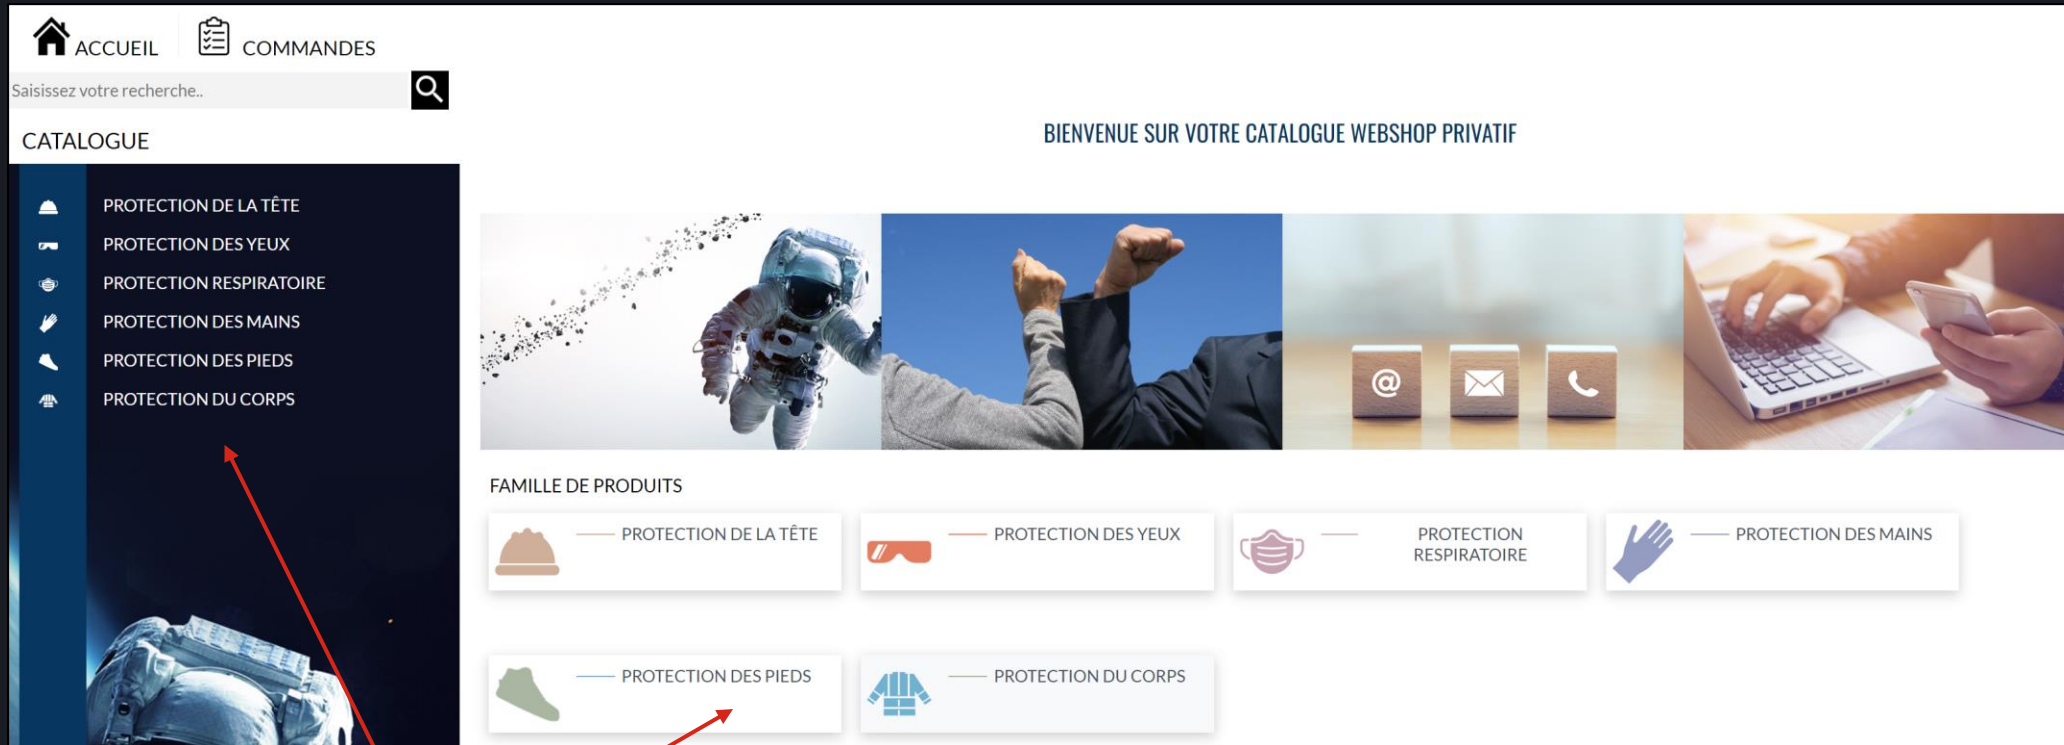 ACCUEIL COMMANDES
Saisissez votre recherche..
CATALOGUE
PROTECTION DE LA TÊTE
PROTECTION DES YEUX
PROTECTION RESPIRATOIRE
PROTECTION DES MAINS
PROTECTION DES PIEDS
PROTECTION DU CORPS
BIENVENUE SUR VOTRE CATALOGUE WEBSHOP PRIVATIF
@
FAMILLE DE PRODUITS
PROTECTION DE LA TÊTE
PROTECTION DES YEUX
PROTECTION
RESPIRATOIRE
PROTECTION DES MAINS
PROTECTION DES PIEDS
PROTECTION DU CORPS